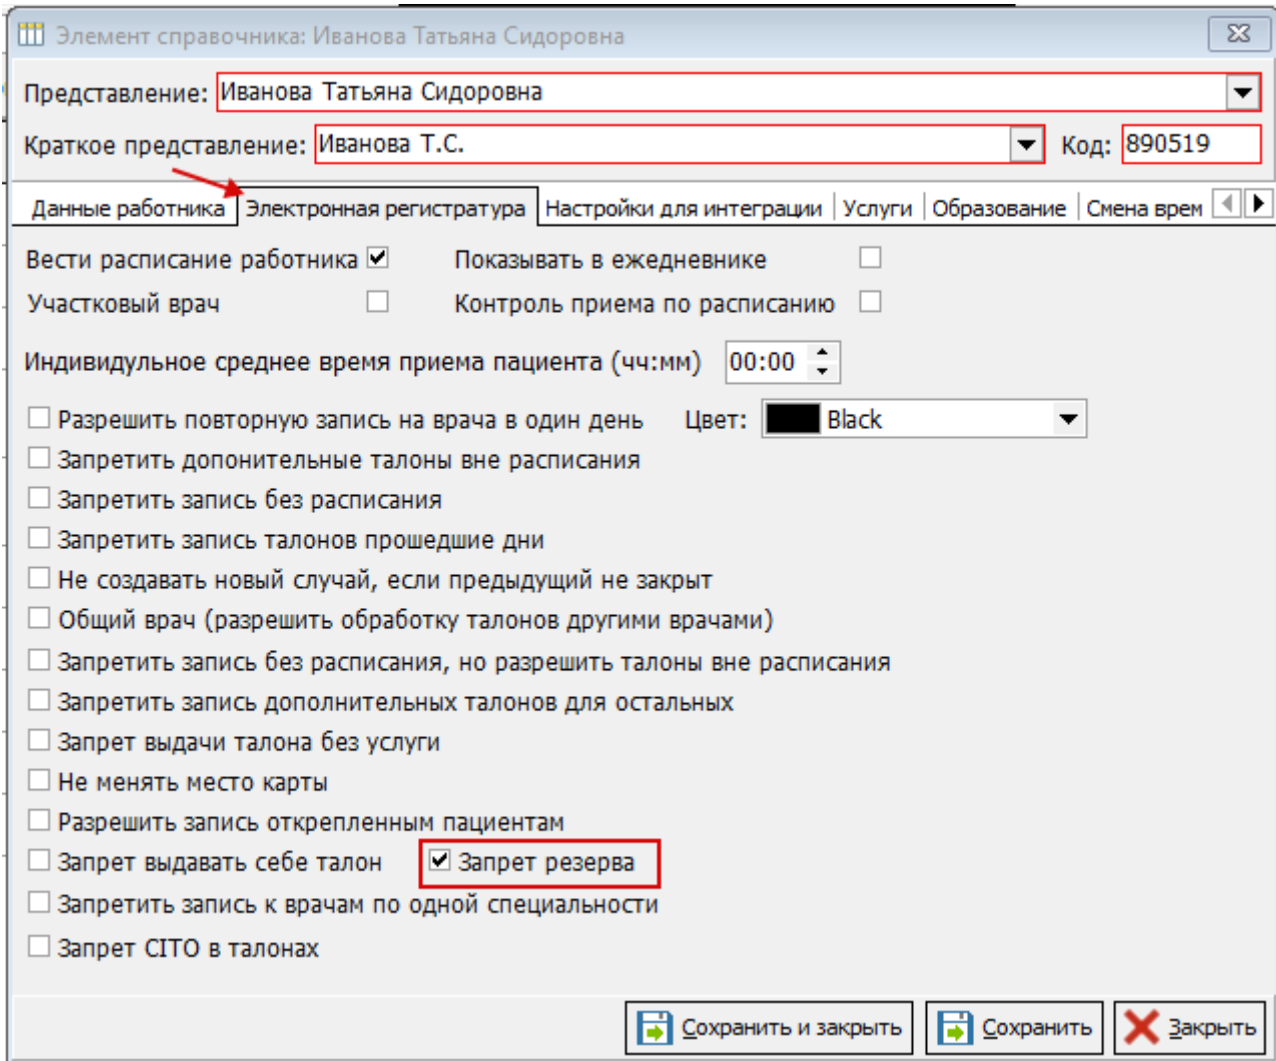 Элемент справочника: Иванова Татьяна Сидоровна
Представление: Иванова Татьяна Сидоровна
Краткое представление: Иванова Т.С. Код: 890519
Данные работника Электронная регистратура Настройки для интеграции Услуги Образование Смена врем
Вести расписание работника Показывать в ежедневнике
Участковый врач Контроль приема по расписанию
Индивидульное среднее время приема пациента (чч:мм) 00:00
Разрешить повторную запись на врача в один день Цвет: Black
Запретить допонительные талоны вне расписания
Запретить запись без расписания
Запретить запись талонов прошедшие дни
Не создавать новый случай, если предыдущий не закрыт
Общий врач (разрешить обработку талонов другими врачами)
Запретить запись без расписания, но разрешить талоны вне расписания
Запретить запись дополнительных талонов для остальных
Запрет выдачи талона без услуги
Не менять место карты
Разрешить запись открепленным пациентам
Запрет выдавать себе талон Запрет резерва
Запретить запись к врачам по одной специальности
Запрет CITO в талонах
Сохранить и закрыть Сохранить Закрыть